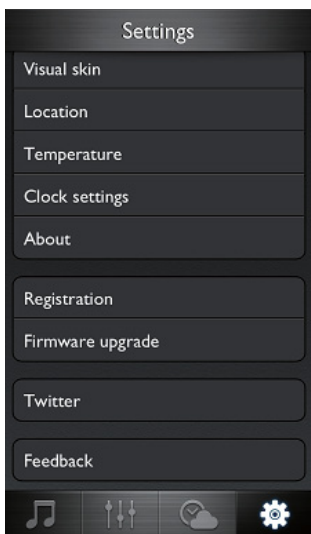 Settings
Visual skin
Location
Temperature
Clock settings
About
Registration
Firmware upgrade
Twitter
Feedback